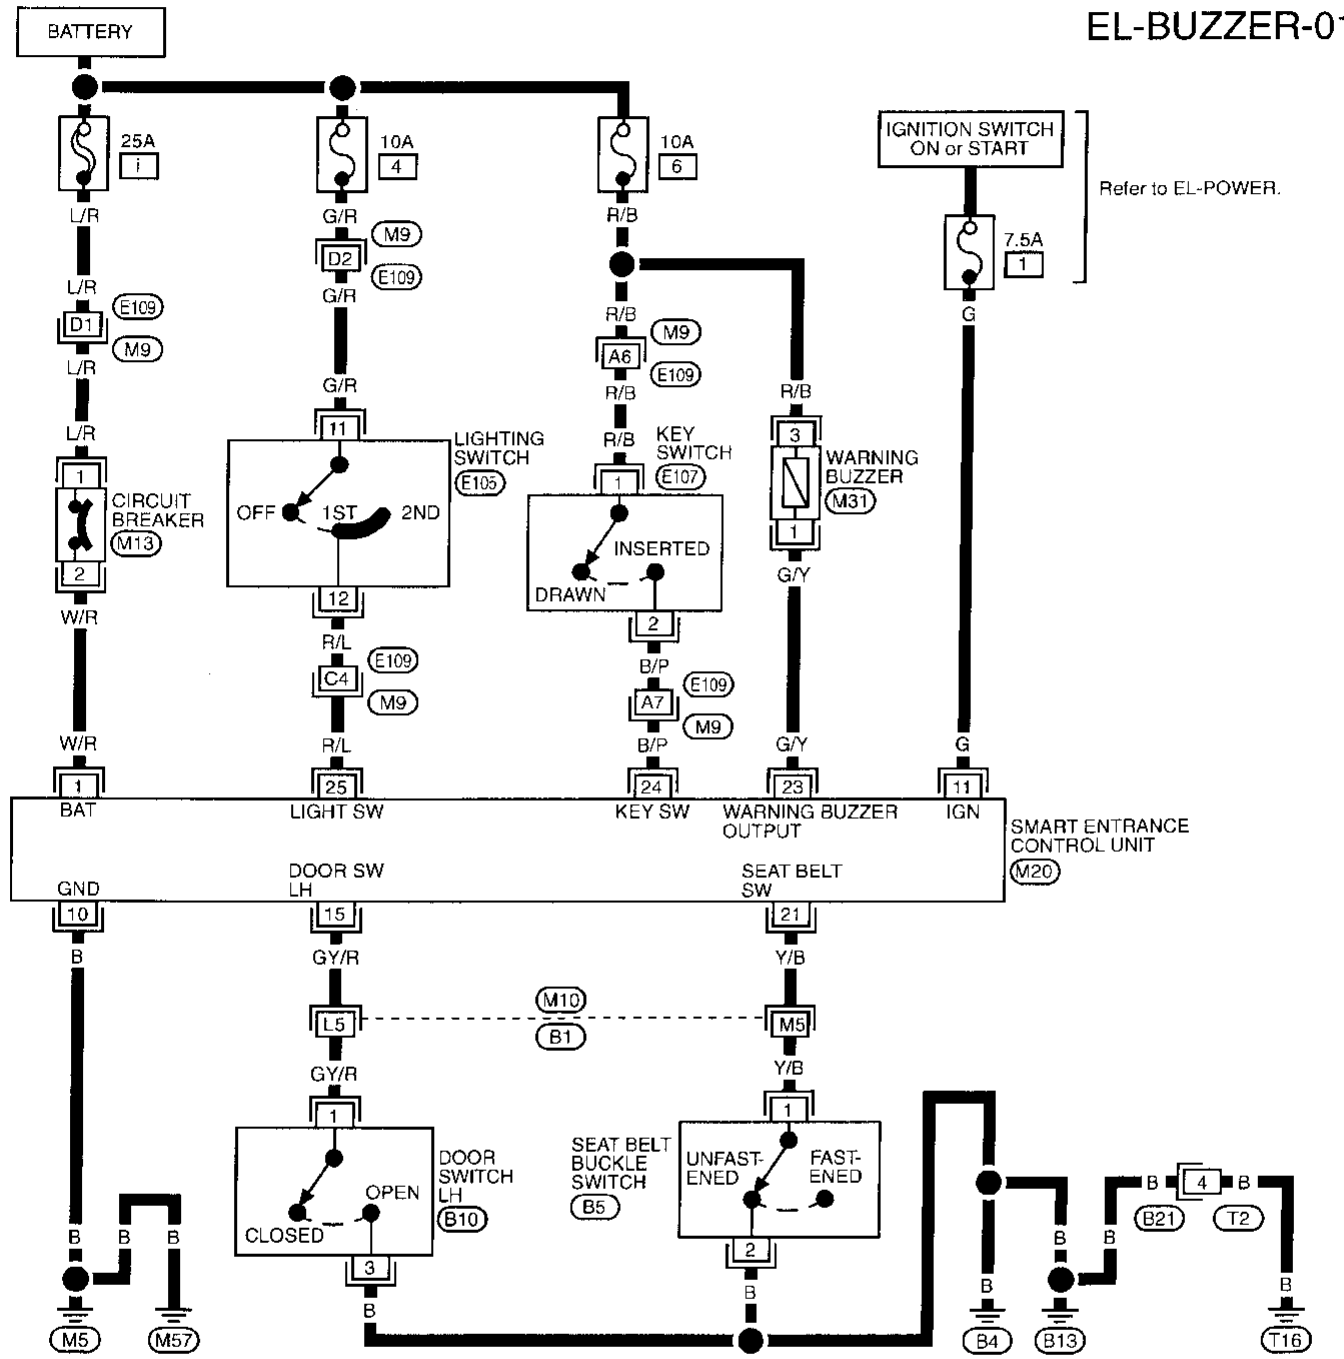 EL-BUZZER-01
BATTERY
25A
i
10A
4
10A
6
IGNITION SWITCH
ON or START
Refer to EL-POWER.
7.5A
1
L/R
G/R
R/B
M9
D2
E109
L/R
G/R
G
E109
D1
M9
R/B
M9
A6
E109
L/R
G/R
R/B
R/B
L/R
11
LIGHTING
SWITCH
E105
R/B
KEY
SWITCH
E107
3
WARNING
BUZZER
M31
1
1
1
CIRCUIT
BREAKER
M13
2
OFF
1ST
2ND
INSERTED
DRAWN
G/Y
W/R
12
2
R/L
E109
C4
M9
B/P
E109
A7
M9
W/R
R/L
B/P
G/Y
G
1
25
24
23
11
BAT
LIGHT SW
KEY SW
WARNING BUZZER
OUTPUT
IGN
SMART ENTRANCE
CONTROL UNIT
M20
GND
DOOR SW
LH
SEAT BELT
SW
10
15
21
B
GY/R
Y/B
M10
L5
M5
B1
GY/R
Y/B
1
1
DOOR
SWITCH
LH
B10
OPEN
CLOSED
SEAT BELT
BUCKLE
SWITCH
B5
UNFAST-
ENED
FAST-
ENED
B
4
B
B21
T2
B
B
B
B
B
3
2
B
B
B
B
B
M5
M57
B4
B13
T16